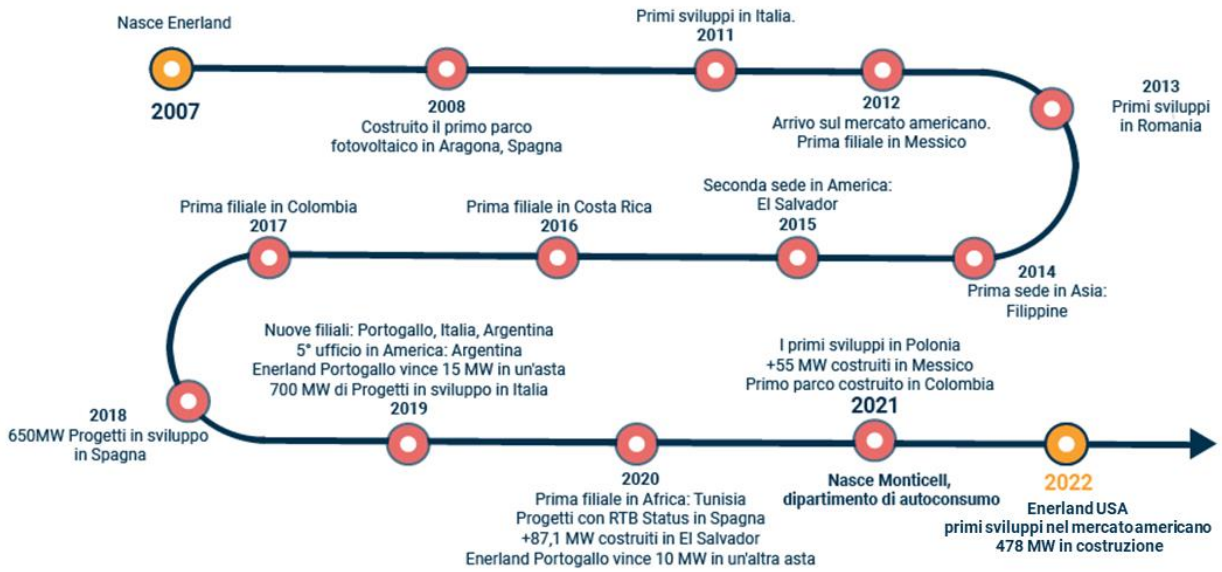 Nasce Enerland
2007
2008
Costruito il primo parco
fotovoltaico in Aragona, Spagna
Primi sviluppi in Italia.
2011
2012
Arrivo sul mercato americano.
Prima filiale in Messico
2013
Primi sviluppi
in Romania
2014
Prima sede in Asia:
Filippine
Seconda sede in America:
El Salvador
2015
Prima filiale in Costa Rica
2016
Prima filiale in Colombia
2017
2018
650MW Progetti in sviluppo
in Spagna
Nuove filiali: Portogallo, Italia, Argentina
5° ufficio in America: Argentina
Enerland Portogallo vince 15 MW in un'asta
700 MW di Progetti in sviluppo in Italia
2019
2020
Prima filiale in Africa: Tunisia
Progetti con RTB Status in Spagna
+87,1 MW costruiti in El Salvador
Enerland Portogallo vince 10 MW in un'altra asta
I primi sviluppi in Polonia
+55 MW costruiti in Messico
Primo parco costruito in Colombia
2021
Nasce Monticell,
dipartimento di autoconsumo
2022
Enerland USA
primi sviluppi nel mercato americano
478 MW in costruzione